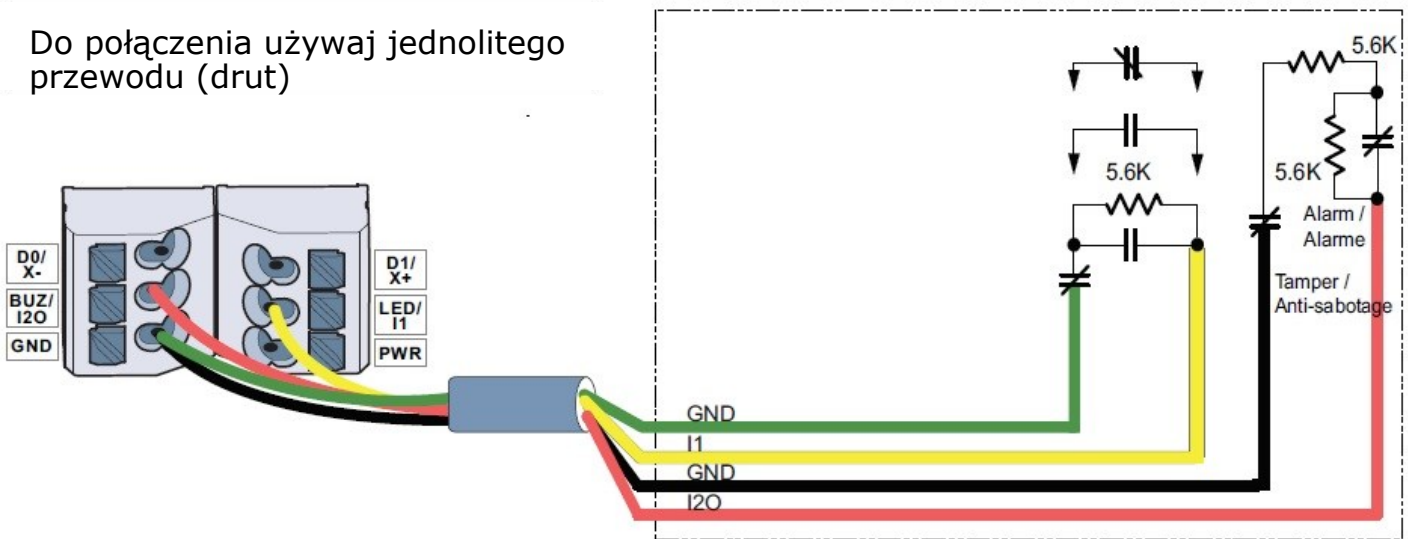 Do połączenia używaj jednolitego
przewodu (drut)
D0/
X-
BUZ/
I2O
GND
D1/
X+
LED/
I1
PWR
5.6K
5.6K
5.6K
Alarm /
Alarme
Tamper /
Anti-sabotage
GND
I1
GND
I2O